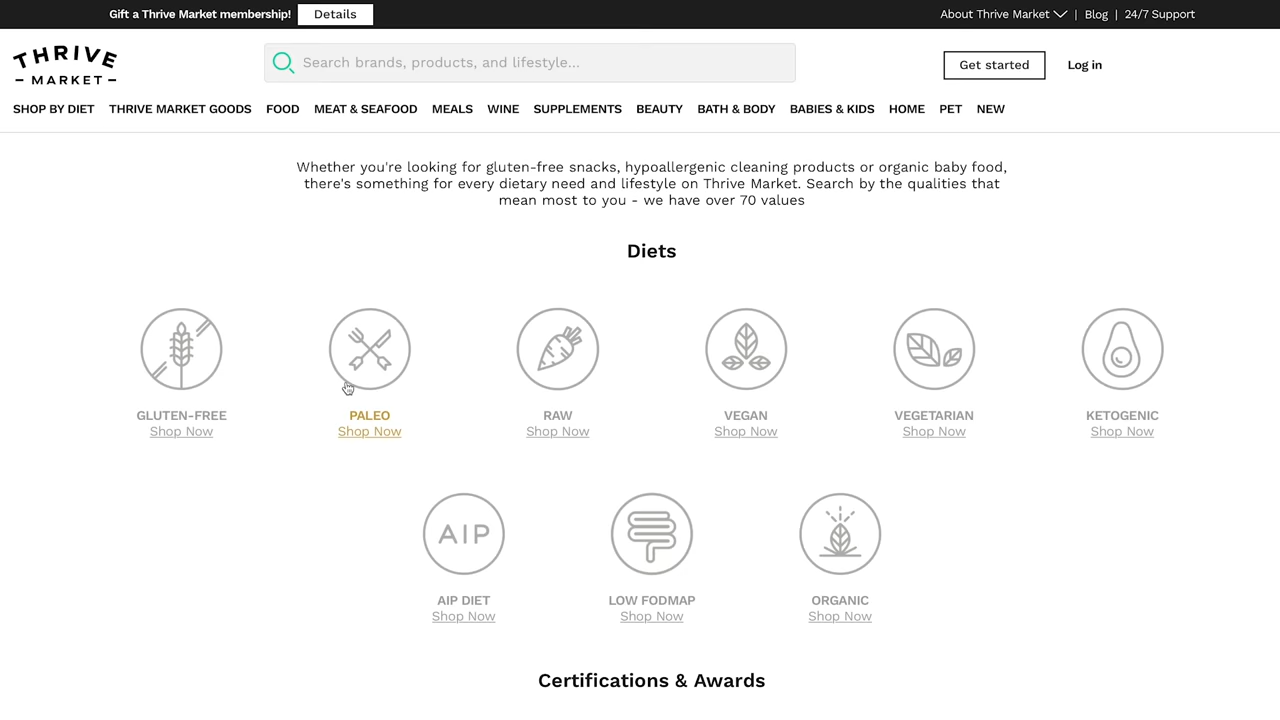 Gift a Thrive Market membership! Details About Thrive Market | Blog | 24/7 Support
THRIVE
MARKET
Search brands, products, and lifestyle...
Get started Log in
SHOP BY DIET THRIVE MARKET GOODS FOOD MEAT & SEAFOOD MEALS WINE SUPPLEMENTS BEAUTY BATH & BODY BABIES & KIDS HOME PET NEW
Whether you're looking for gluten-free snacks, hypoallergenic cleaning products or organic baby food,
there's something for every dietary need and lifestyle on Thrive Market. Search by the qualities that
mean most to you - we have over 70 values
Diets
GLUTEN-FREE PALEO RAW VEGAN VEGETARIAN KETOGENIC
Shop Now Shop Now Shop Now Shop Now Shop Now Shop Now
AIP
AIP DIET LOW FODMAP ORGANIC
Shop Now Shop Now Shop Now
Certifications & Awards